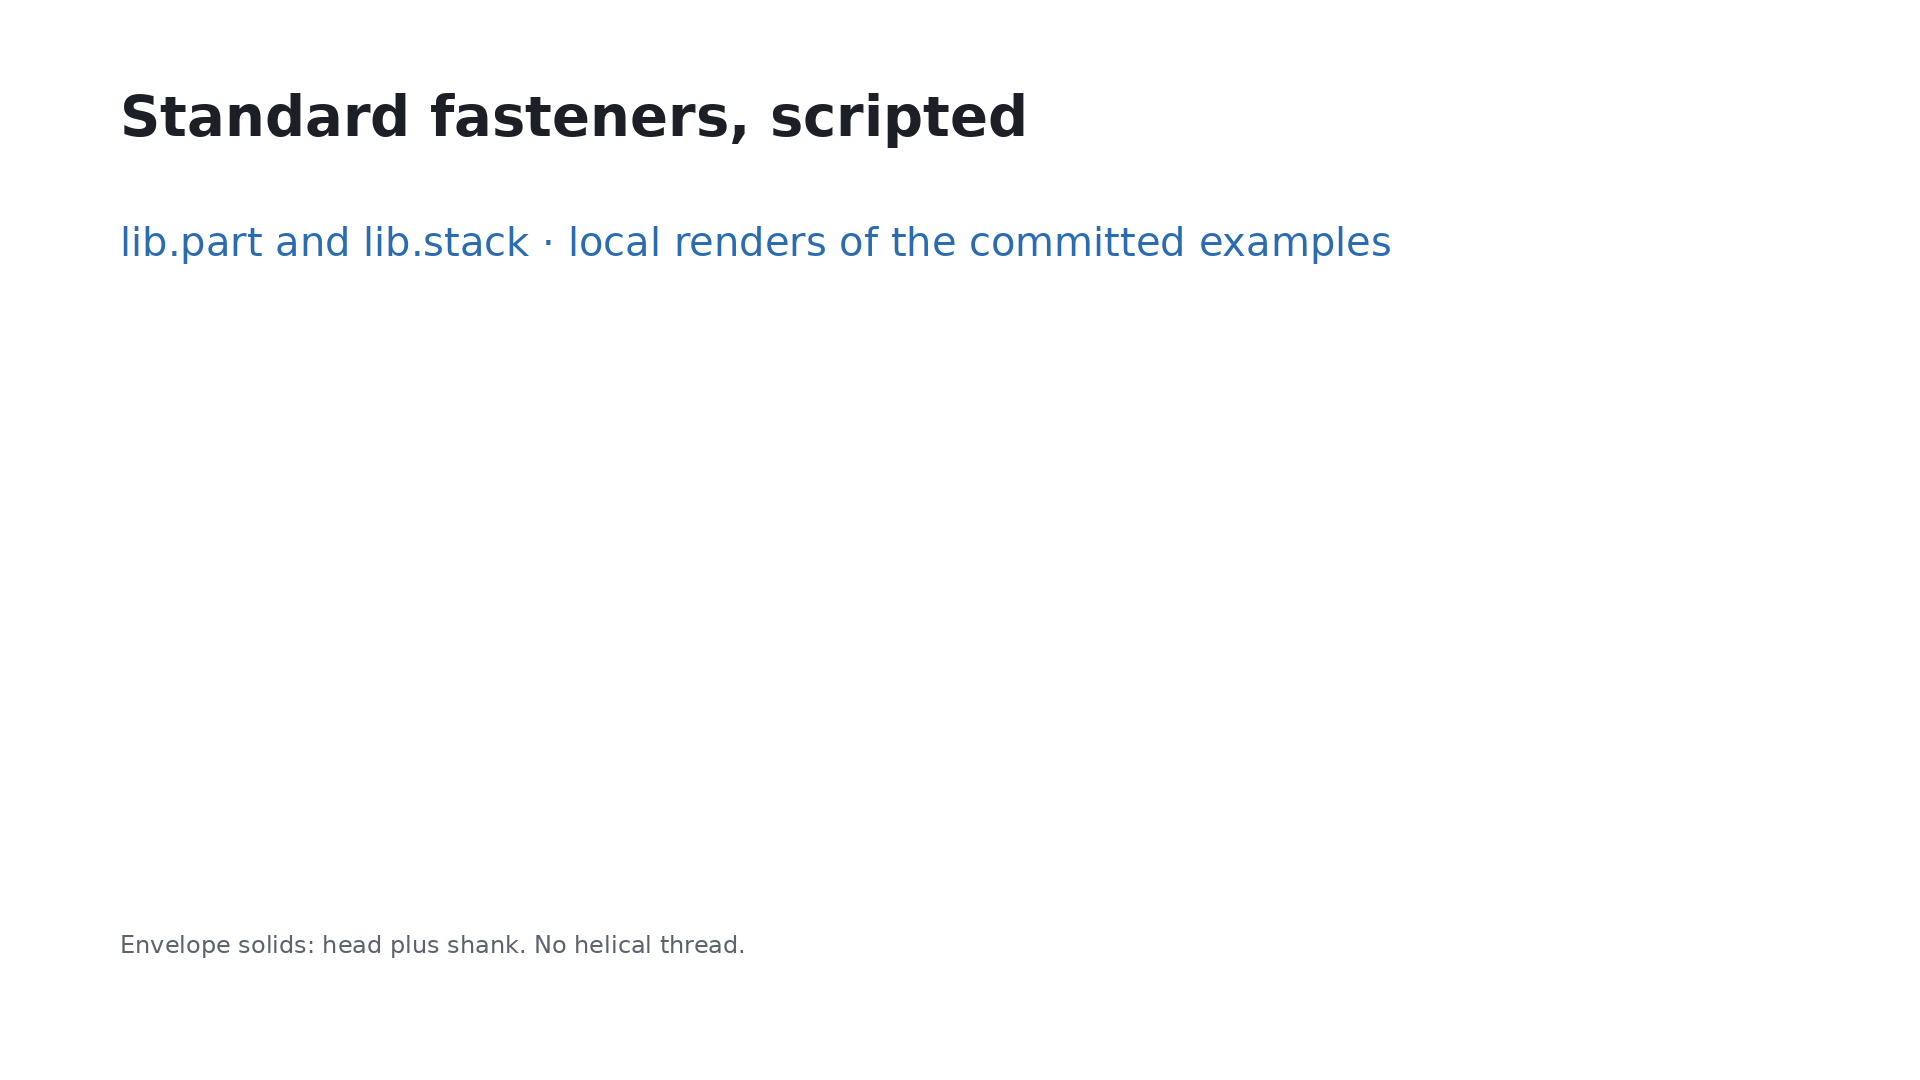 Standard fasteners, scripted
lib.part and lib.stack · local renders of the committed examples
Envelope solids: head plus shank. No helical thread.